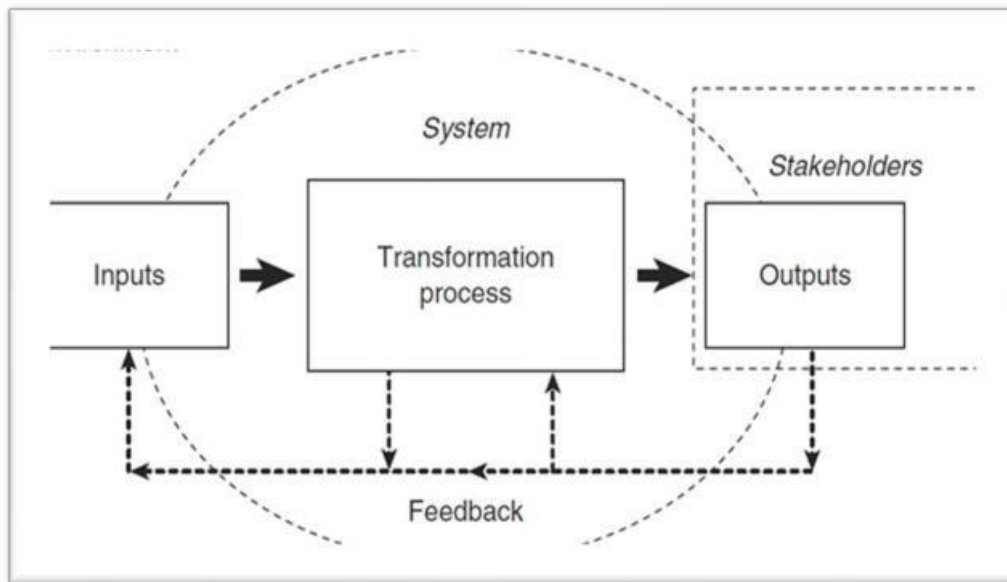 System
Stakeholders
Inputs
Transformation
process
Outputs
Feedback